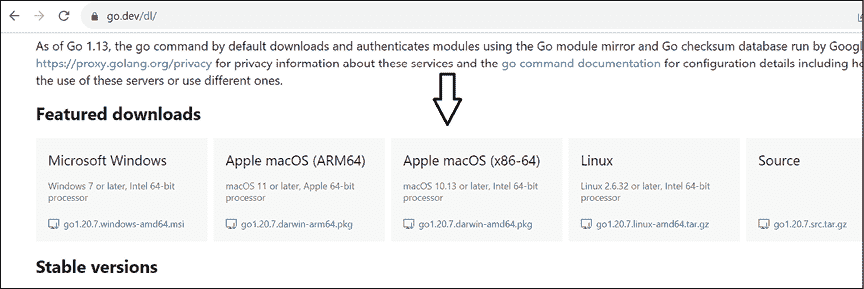 go.dev/dl/
As of Go 1.13, the go command by default downloads and authenticates modules using the Go module mirror and Go checksum database run by Googl
https://proxy.golang.org/privacy for privacy information about these services and the go command documentation for configuration details including ho
the use of these servers or use different ones.
Featured downloads
Microsoft Windows
Windows 7 or later, Intel 64-bit
processor
go1.20.7.windows-amd64.msi
Apple macOS (ARM64)
macOS 11 or later, Apple 64-bit
processor
go1.20.7.darwin-arm64.pkg
Apple macOS (x86-64)
macOS 10.13 or later, Intel 64-bit
processor
go1.20.7.darwin-amd64.pkg
Linux
Linux 2.6.32 or later, Intel 64-bit
processor
go1.20.7.linux-amd64.tar.gz
Source
go1.20.7.src.tar.gz
Stable versions